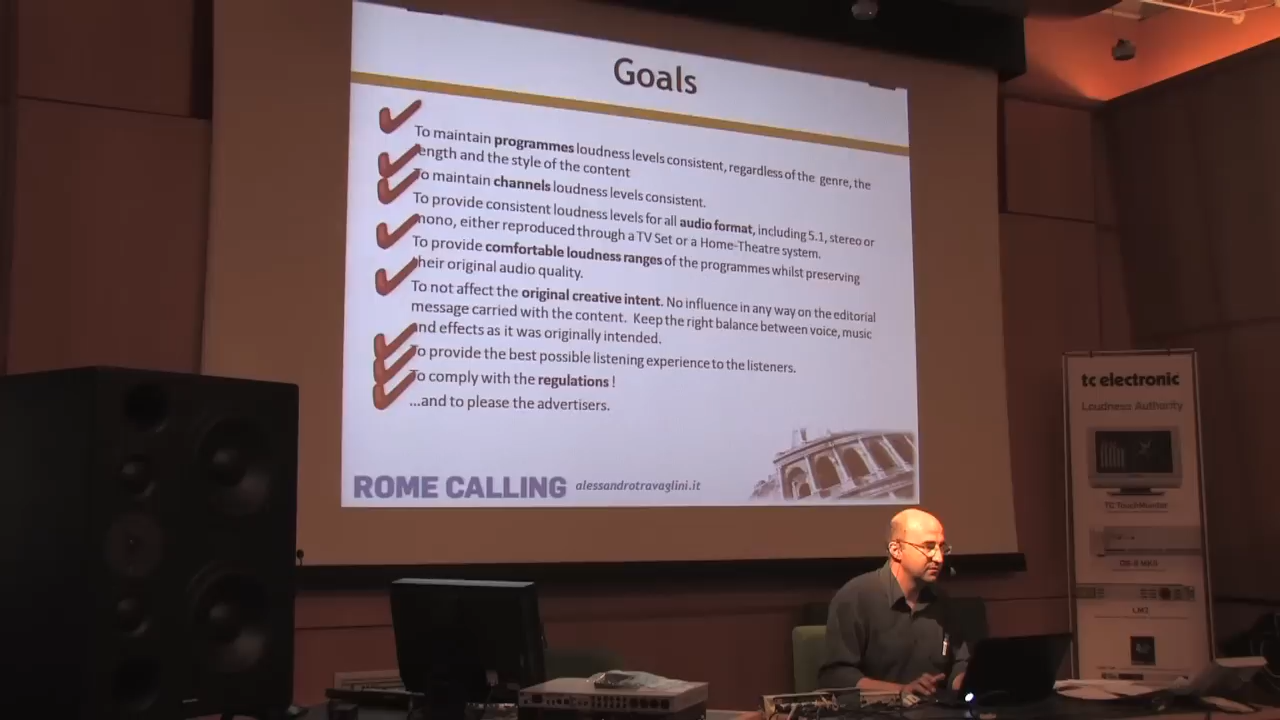 Goals
To maintain programmes loudness levels consistent, regardless of the genre, the
ength and the style of the content
To maintain channels loudness levels consistent.
To provide consistent loudness levels for all audio format, including 5.1, stereo or
mono, either reproduced through a TV Set or a Home-Theatre system.
To provide comfortable loudness ranges of the programmes whilst preserving
their original audio quality.
To not affect the original creative intent. No influence in any way on the editorial
message carried with the content. Keep the right balance between voice, music
and effects as it was originally intended.
To provide the best possible listening experience to the listeners.
To comply with the regulations !
...and to please the advertisers.
ROME CALLING alessandrotravaglini.it
tc electronic
Loudness Authority
TC TouchMonitor
LM2